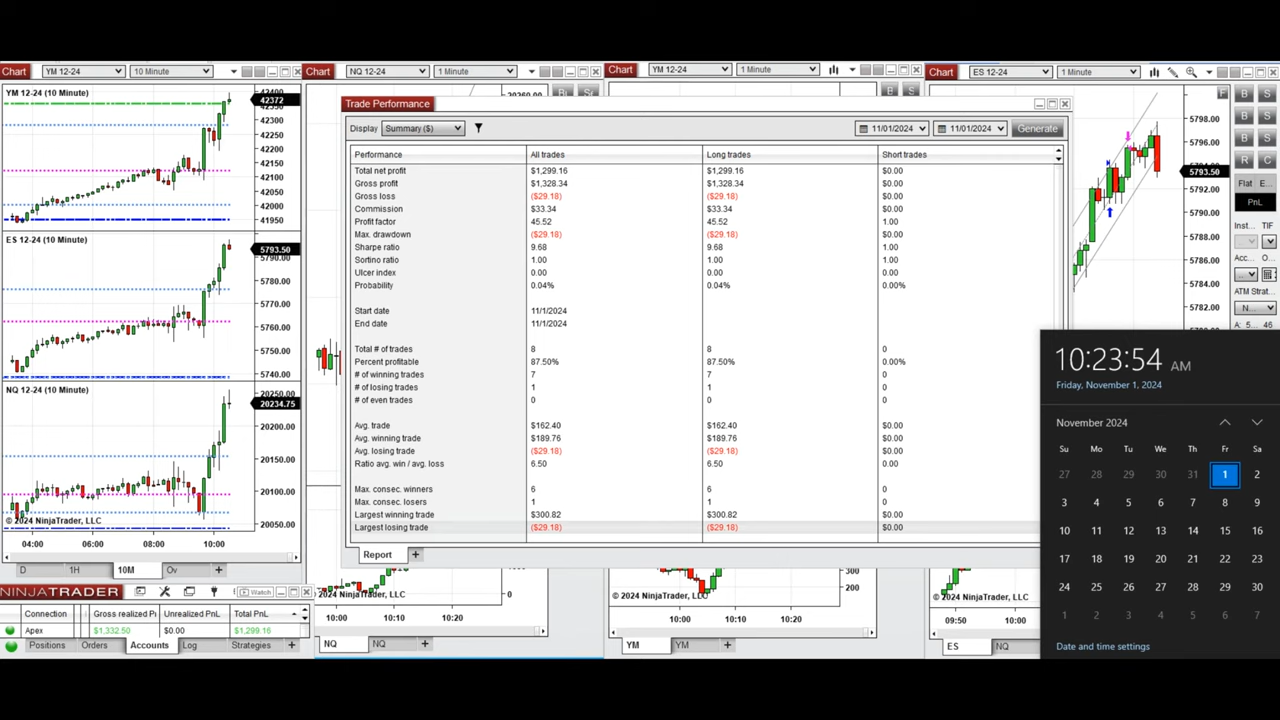 Chart YM 12-24 10 Minute
YM 12-24 (10 Minute)
42400
42372
42350
42300
42250
42200
42150
42100
42050
42000
41950
ES 12-24 (10 Minute)
5793.50
5790.00
5780.00
5770.00
5760.00
5750.00
5740.00
NQ 12-24 (10 Minute)
20250.00
20234.75
20150.00
20100.00
20050.00
© 2024 NinjaTrader, LLC
04:00 06:00 08:00 10:00
D 1H 10M Ov +
NINJATRADER Watch
Connection Gross realized Unrealized PnL Total PnL
Apex $1,332.50 $0.00 $1,299.16
Positions Orders Accounts Log Strategies +
Chart NQ 12-24 1 Minute
20260.00
Chart YM 12-24 1 Minute
Chart ES 12-24 1 Minute
Trade Performance
Display Summary ($) 11/01/2024 11/01/2024 Generate
Performance All trades Long trades Short trades
Total net profit $1,299.16 $1,299.16 $0.00
Gross profit $1,328.34 $1,328.34 $0.00
Gross loss ($29.18) ($29.18) $0.00
Commission $33.34 $33.34 $0.00
Profit factor 45.52 45.52 1.00
Max. drawdown ($29.18) ($29.18) $0.00
Sharpe ratio 9.68 9.68 1.00
Sortino ratio 1.00 1.00 1.00
Ulcer index 0.00 0.00 0.00
Probability 0.04% 0.04% 0.00%
Start date 11/1/2024
End date 11/1/2024
Total # of trades 8 8 0
Percent profitable 87.50% 87.50% 0.00%
# of winning trades 7 7 0
# of losing trades 1 1 0
# of even trades 0 0 0
Avg. trade $162.40 $162.40 $0.00
Avg. winning trade $189.76 $189.76 $0.00
Avg. losing trade ($29.18) ($29.18) $0.00
Ratio avg. win / avg. loss 6.50 6.50 0.00
Max. consec. winners 6 6 0
Max. consec. losers 1 1 0
Largest winning trade $300.82 $300.82 $0.00
Largest losing trade ($29.18) ($29.18) $0.00
Report +
10:00 10:10 10:20
NQ NQ +
300
200
10:00 10:10 10:20
YM YM +
09:50 10:00
ES NQ
F
5798.00
5796.00
5793.50
5792.00
5790.00
5788.00
5786.00
5784.00
5782.00
B S
B S
B S
R C
Flat E...
PnL
Inst... TIF
Acc... O...
ATM Strat...
N...
A: 5... 46
10:23:54 AM
Friday, November 1, 2024
November 2024
Su Mo Tu We Th Fr Sa
27 28 29 30 31 1 2
3 4 5 6 7 8 9
10 11 12 13 14 15 16
17 18 19 20 21 22 23
24 25 26 27 28 29 30
1 2 3 4 5 6 7
Date and time settings